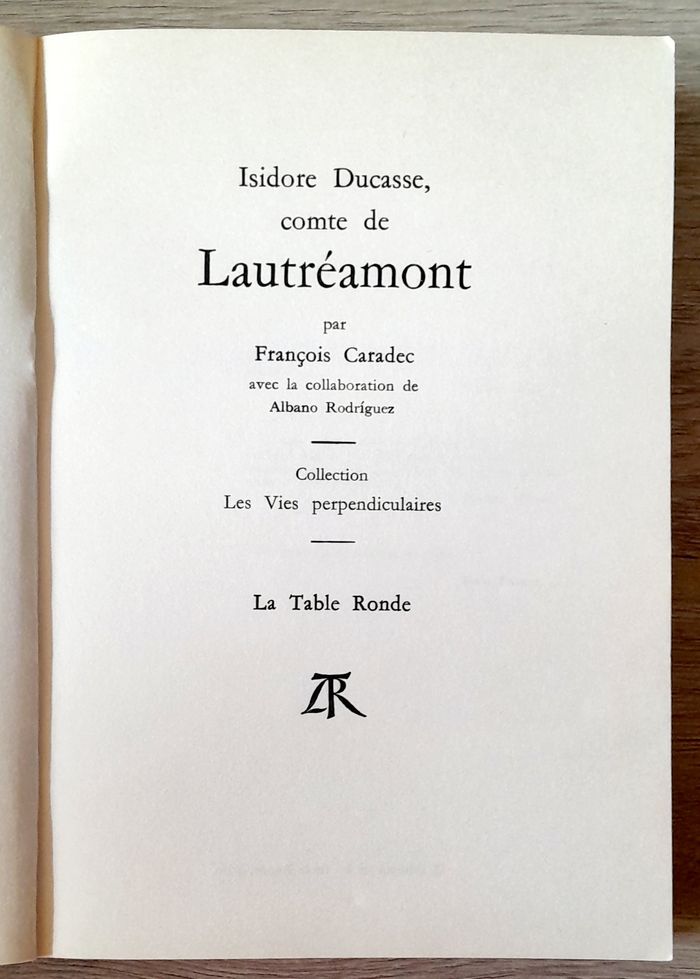 Isidore Ducasse,
comte de
Lautréamont
par
François Caradec
avec la collaboration de
Albano Rodríguez
Collection
Les Vies perpendiculaires
La Table Ronde
LTR